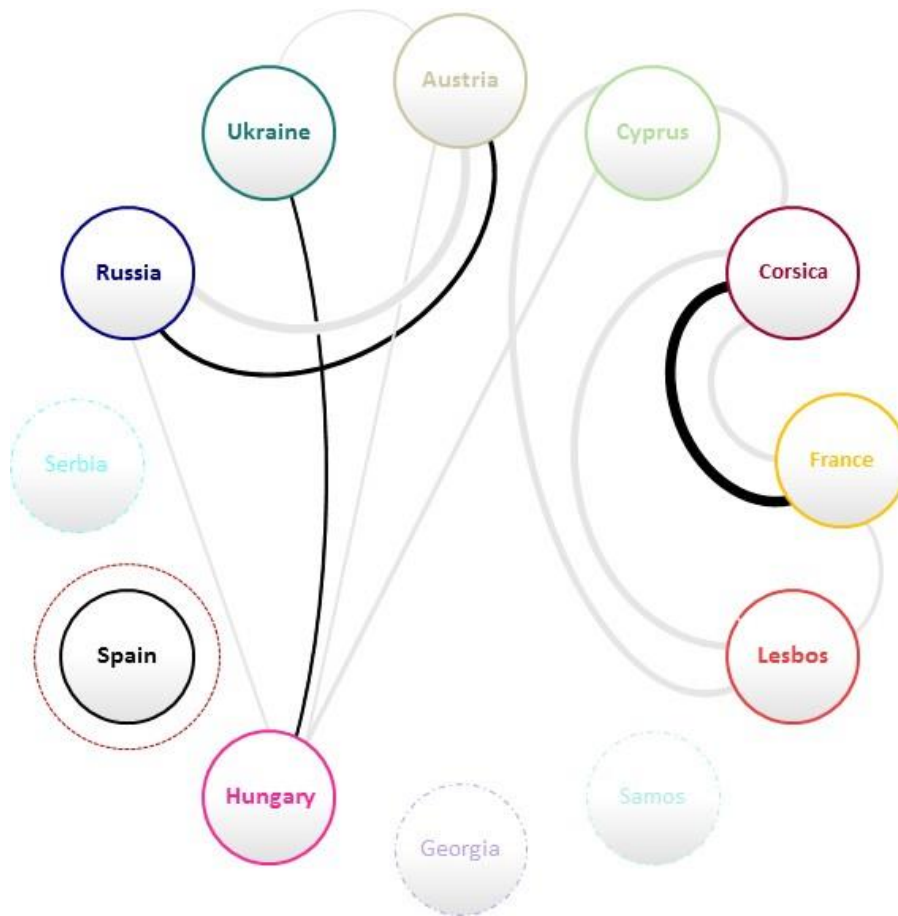 Austria
Ukraine
Cyprus
Russia
Corsica
Serbia
France
Spain
Lesbos
Hungary
Samos
Georgia